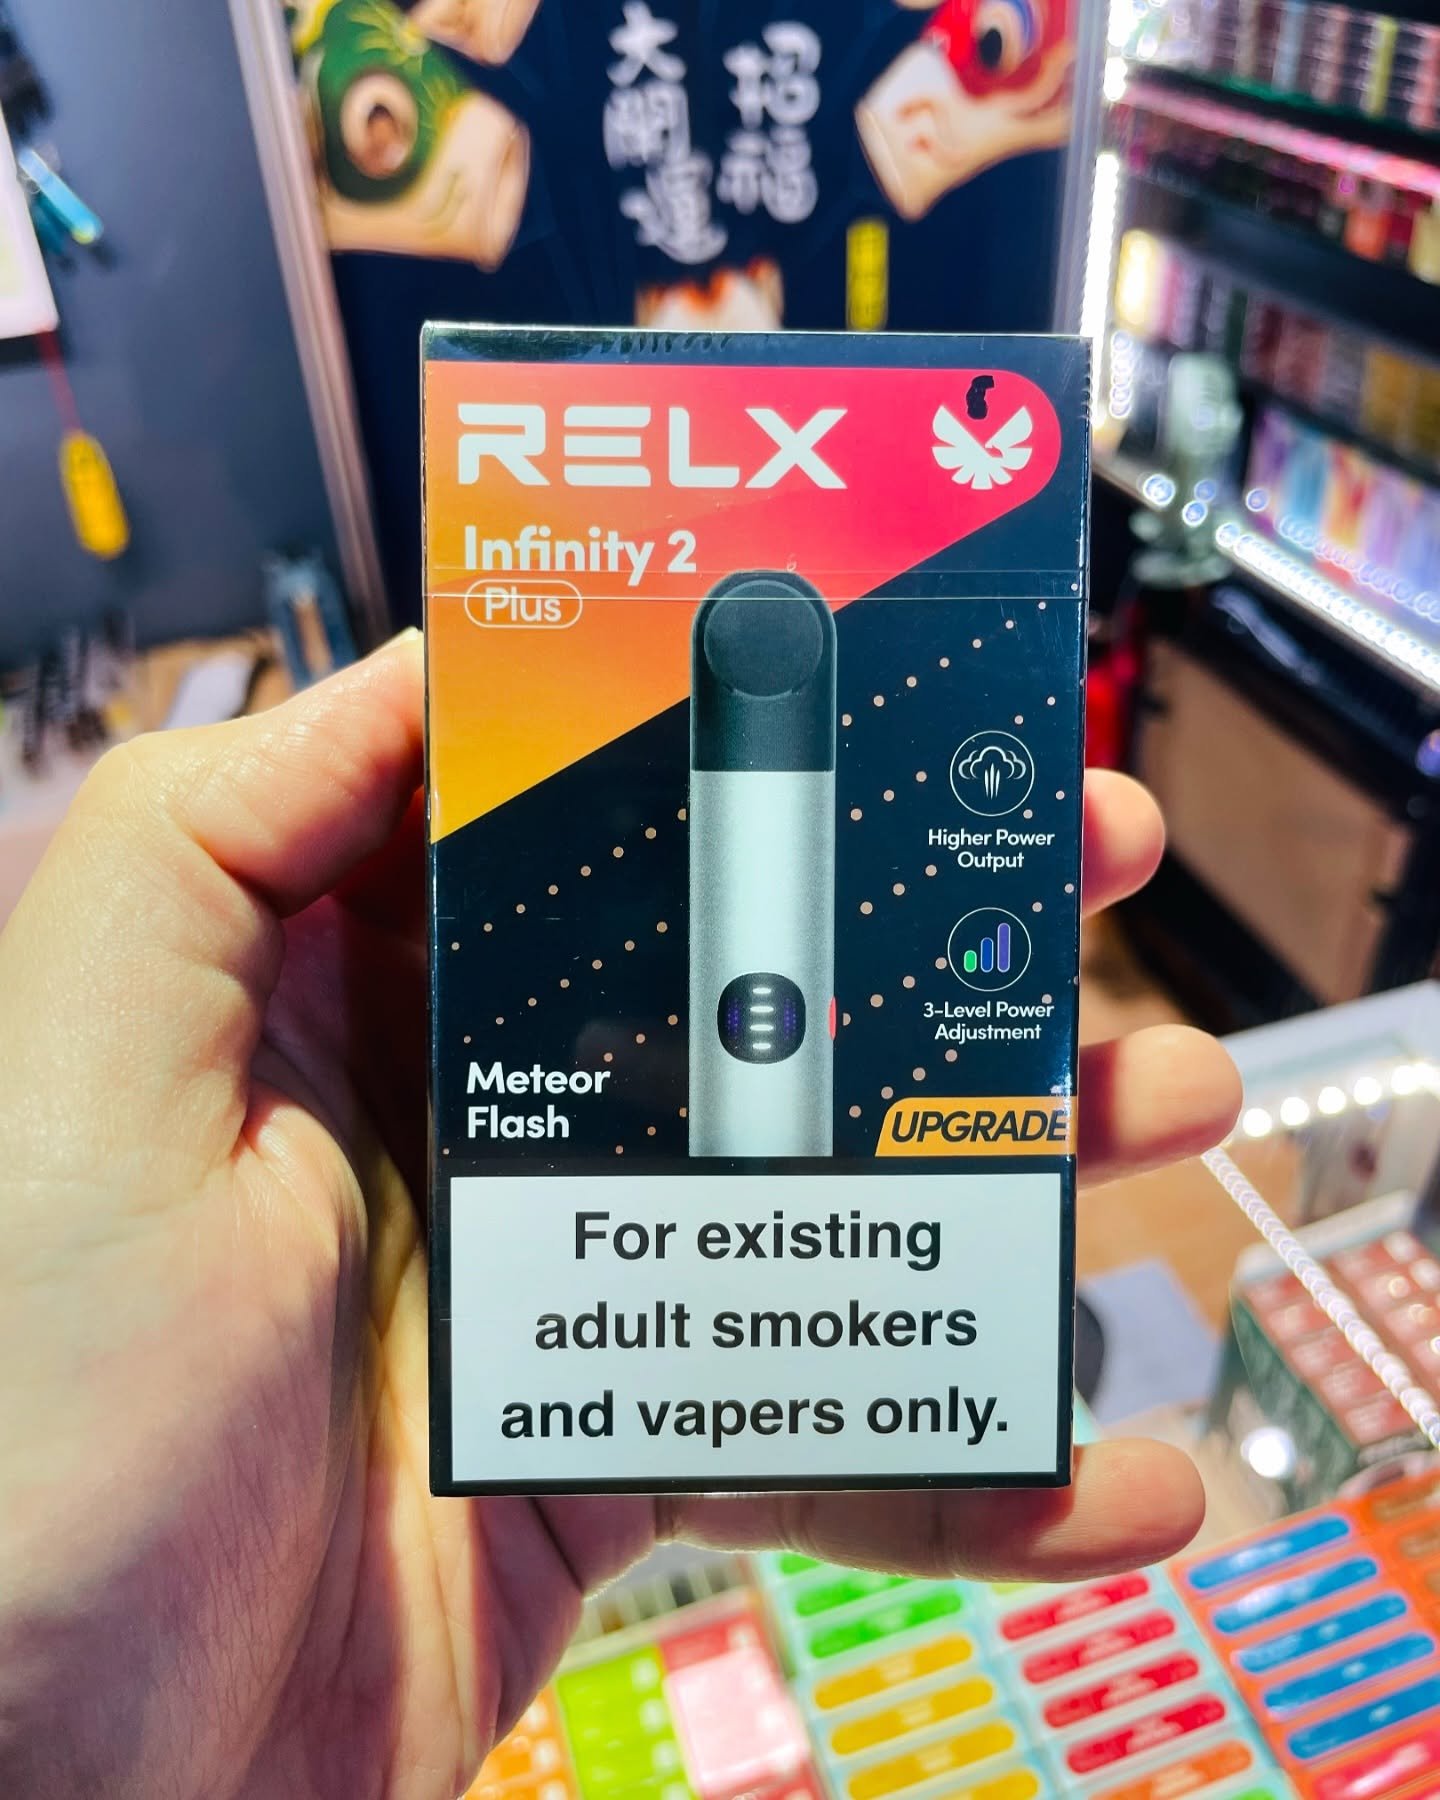 招福
大開運
RELX
Infinity 2
Plus
Higher Power
Output
3-Level Power
Adjustment
Meteor
Flash
UPGRADE
For existing
adult smokers
and vapers only.